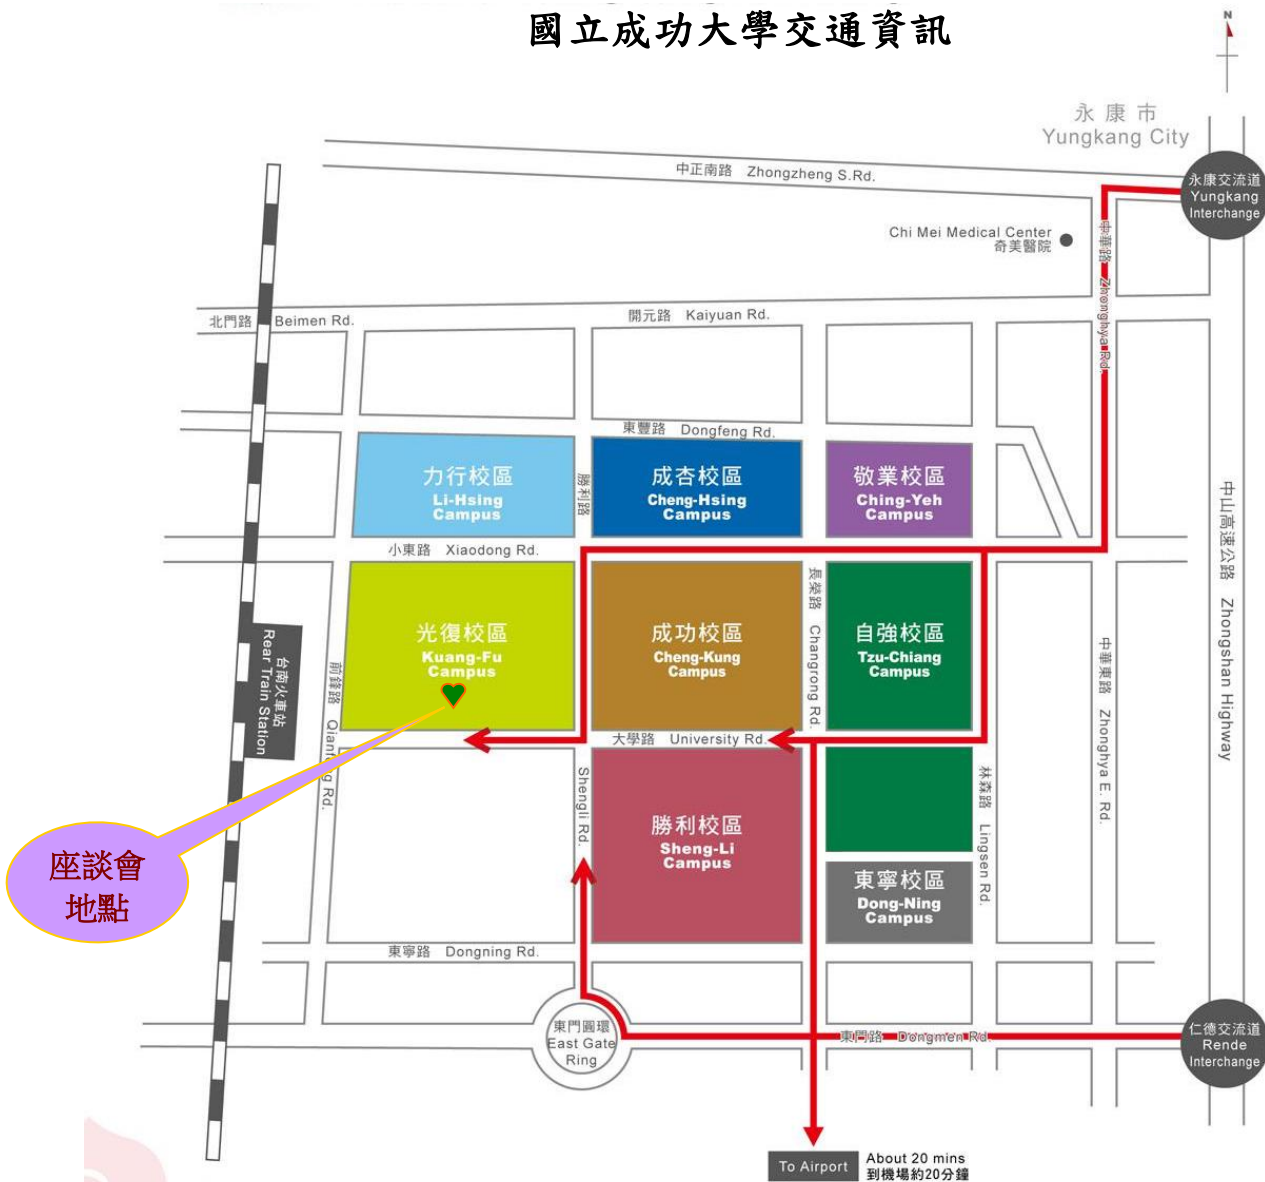 國立成功大學交通資訊
N
永康市
Yungkang City
永康交流道
Yungkang
Interchange
中正南路 Zhongzheng S.Rd.
Chi Mei Medical Center
奇美醫院
中華路 Zhonghya Rd.
北門路 Beimen Rd.
開元路 Kaiyuan Rd.
東豐路 Dongfeng Rd.
力行校區
Li-Hsing
Campus
勝利路
成杏校區
Cheng-Hsing
Campus
敬業校區
Ching-Yeh
Campus
小東路 Xiaodong Rd.
中山高速公路 Zhongshan Highway
光復校區
Kuang-Fu
Campus
成功校區
Cheng-Kung
Campus
長榮路 Changrong Rd.
自強校區
Tzu-Chiang
Campus
台南火車站
Rear Train Station
前鋒路 Qianfeng Rd.
中華東路 Zhonghya E. Rd.
大學路 University Rd.
Shengli Rd.
林森路 Lingsen Rd.
勝利校區
Sheng-Li
Campus
座談會
地點
東寧校區
Dong-Ning
Campus
東寧路 Dongning Rd.
東門圓環
East Gate
Ring
東門路 Dongmen Rd.
仁德交流道
Rende
Interchange
To Airport
About 20 mins
到機場約20分鐘